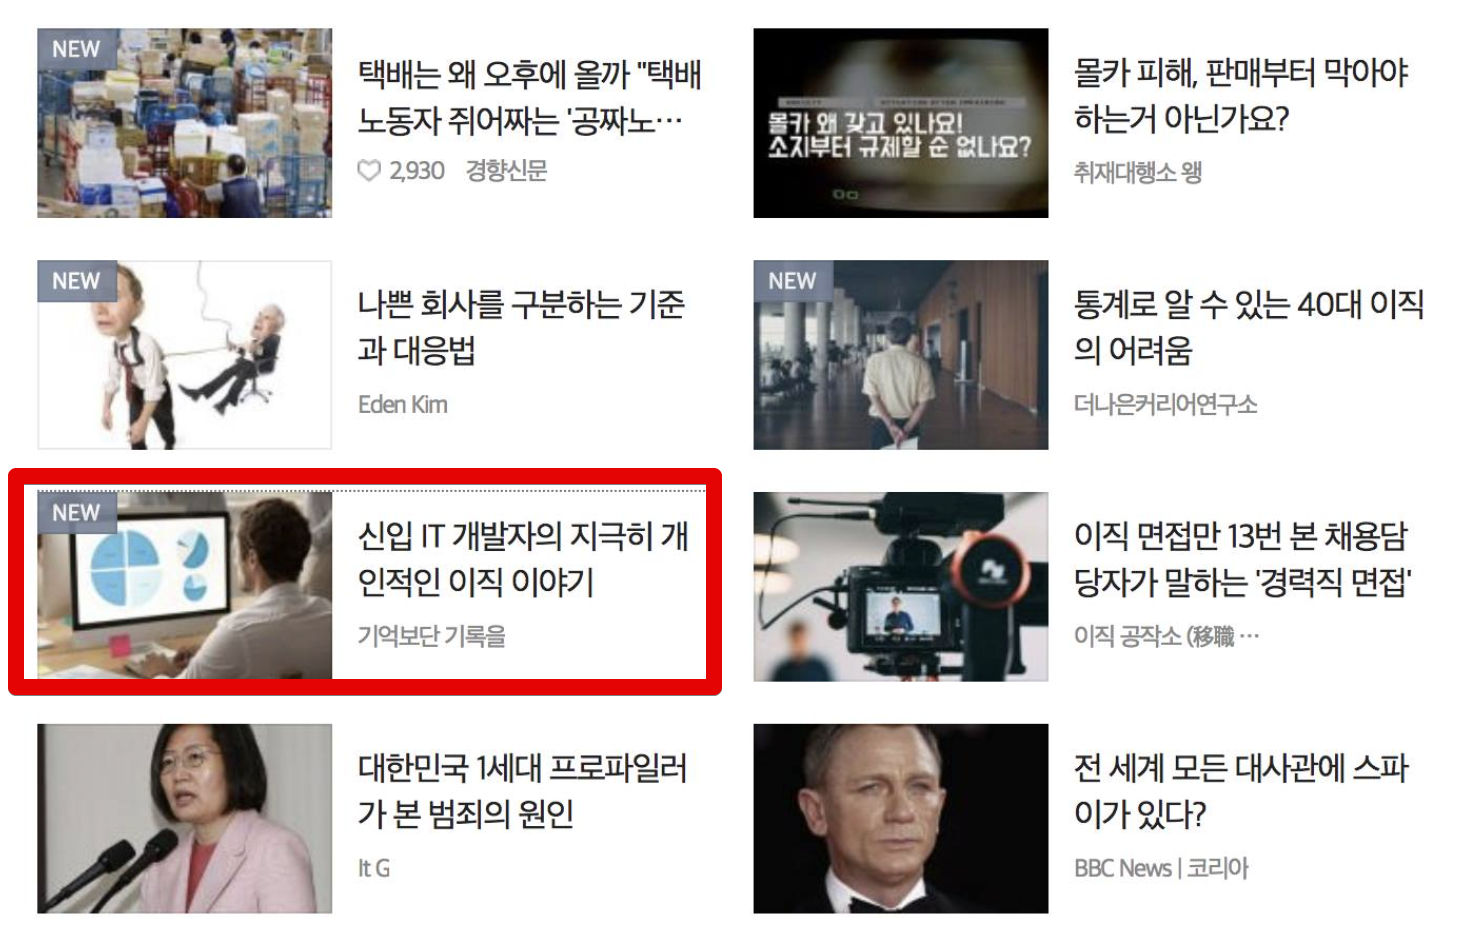 NEW
택배는 왜 오후에 올까 "택배
노동자 쥐어짜는 '공짜노…
2,930 경향신문
몰카 왜 갖고 있나요!
소지부터 규제할 순 없나요?
몰카 피해, 판매부터 막아야
하는거 아닌가요?
취재대행소 왱
NEW
나쁜 회사를 구분하는 기준
과 대응법
Eden Kim
NEW
통계로 알 수 있는 40대 이직
의 어려움
더나은커리어연구소
NEW
신입 IT 개발자의 지극히 개
인적인 이직 이야기
기억보단 기록을
이직 면접만 13번 본 채용담
당자가 말하는 '경력직 면접'
이직 공작소 (移職 …
대한민국 1세대 프로파일러
가 본 범죄의 원인
It G
전 세계 모든 대사관에 스파
이가 있다?
BBC News | 코리아